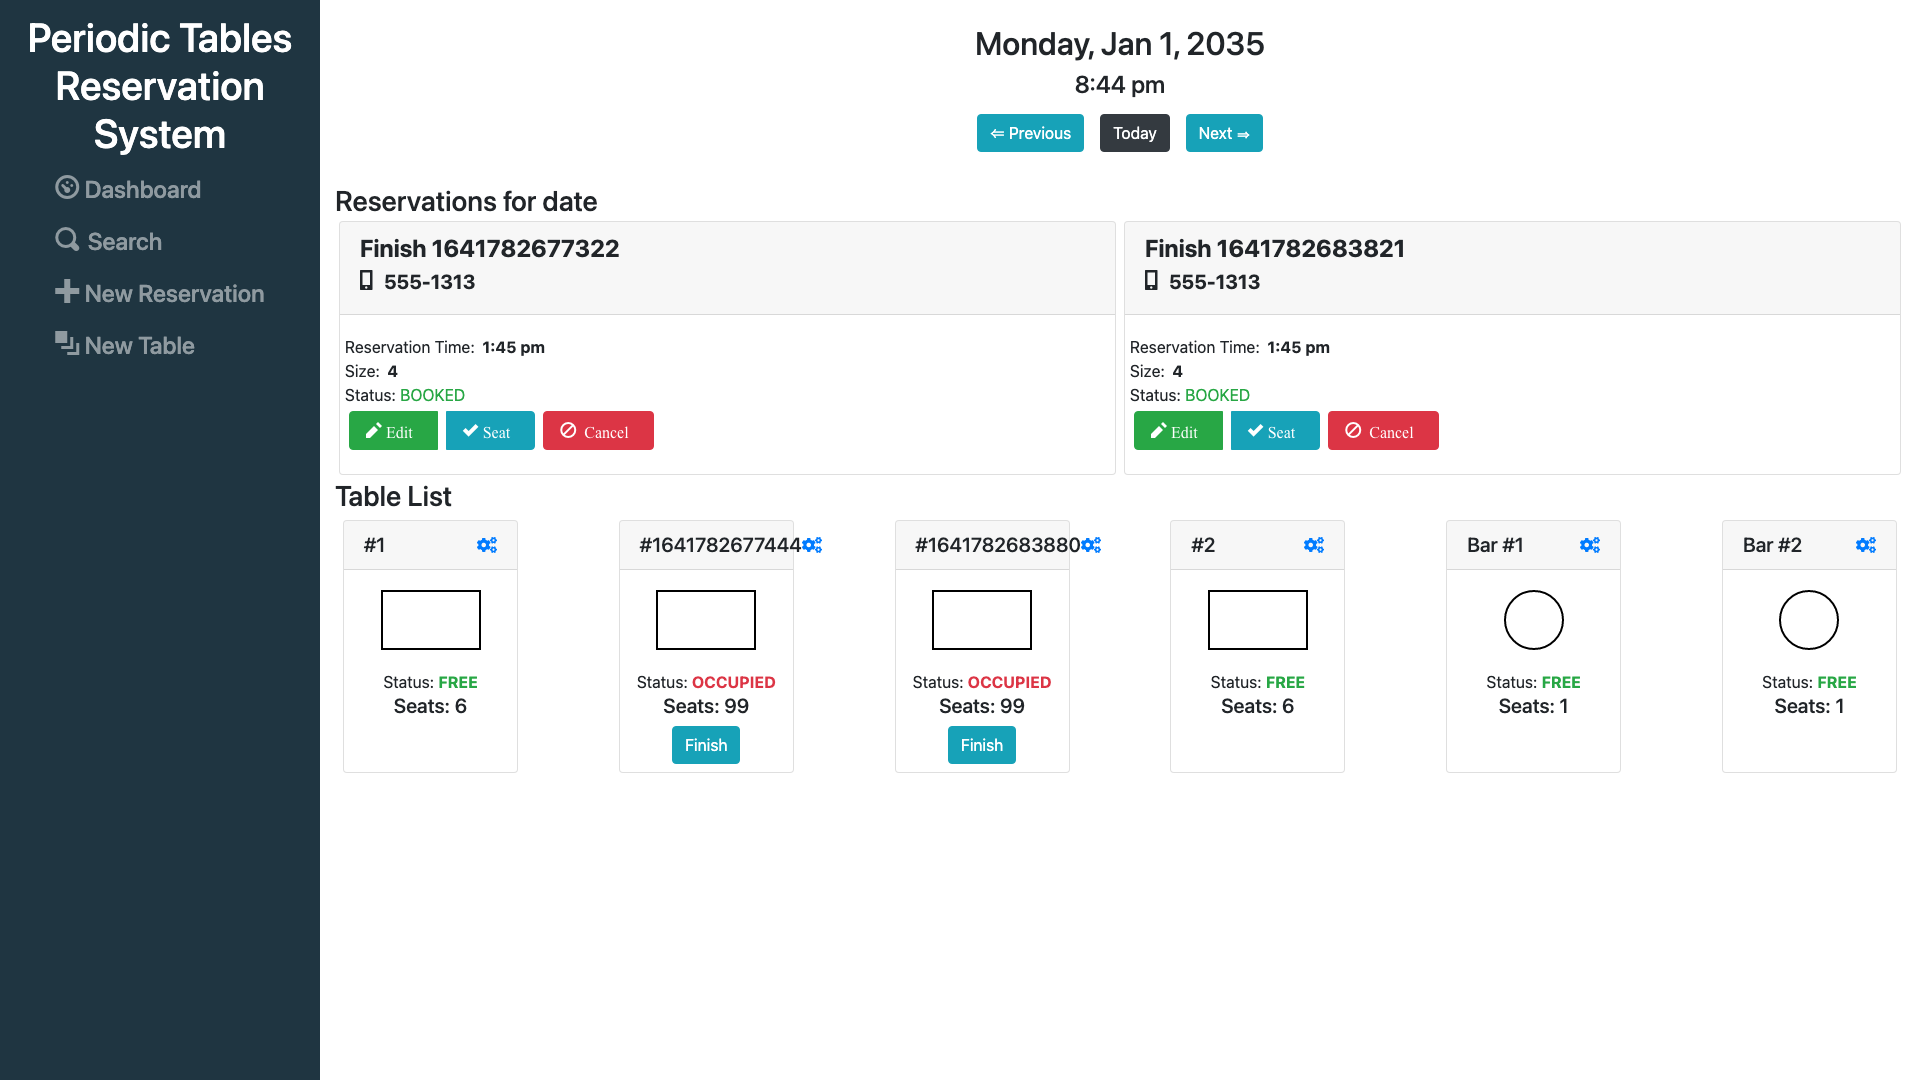 Periodic Tables
Reservation
System
Dashboard
Search
New Reservation
New Table
Monday, Jan 1, 2035
8:44 pm
⇐ Previous
Today
Next ⇒
Reservations for date
Finish 1641782677322
555-1313
Reservation Time: 1:45 pm
Size: 4
Status: BOOKED
Edit
Seat
Cancel
Finish 1641782683821
555-1313
Reservation Time: 1:45 pm
Size: 4
Status: BOOKED
Edit
Seat
Cancel
Table List
#1
Status: FREE
Seats: 6
#1641782677444
Status: OCCUPIED
Seats: 99
Finish
#1641782683880
Status: OCCUPIED
Seats: 99
Finish
#2
Status: FREE
Seats: 6
Bar #1
Status: FREE
Seats: 1
Bar #2
Status: FREE
Seats: 1